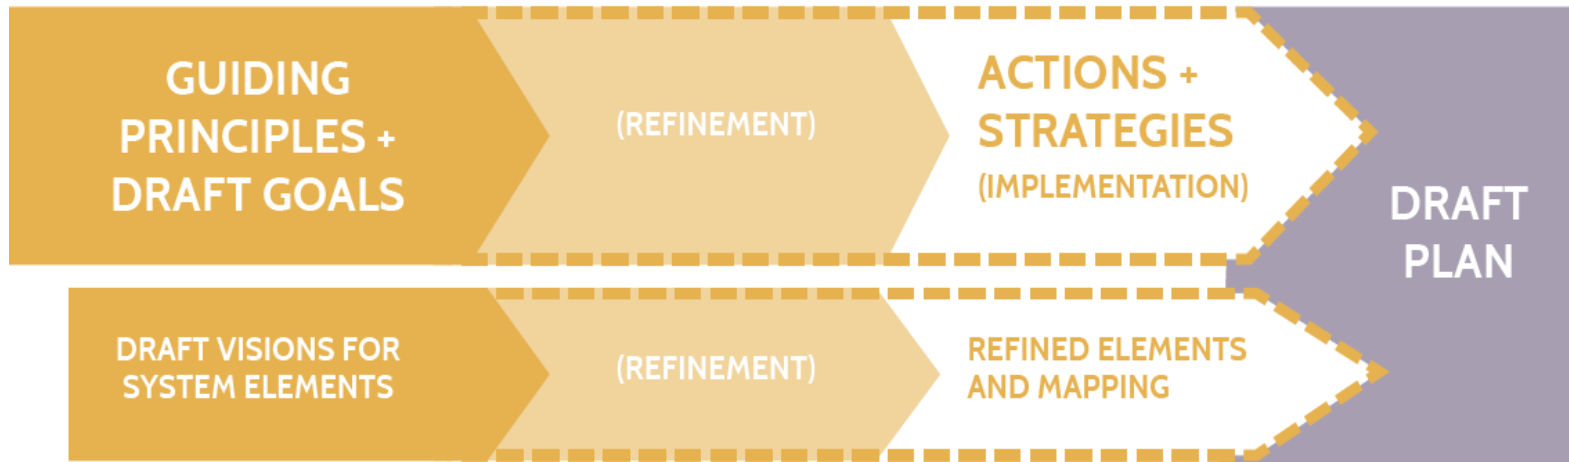 GUIDING
PRINCIPLES +
DRAFT GOALS
(REFINEMENT)
ACTIONS +
STRATEGIES
(IMPLEMENTATION)
DRAFT VISIONS FOR
SYSTEM ELEMENTS
(REFINEMENT)
REFINED ELEMENTS
AND MAPPING
DRAFT
PLAN